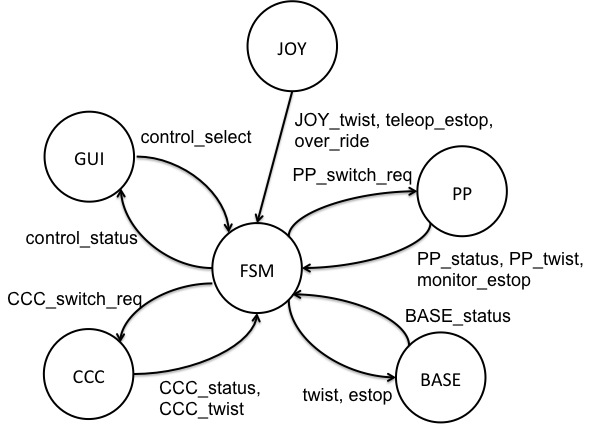 JOY
JOY_twist, teleop_estop,
over_ride
control_select
GUI
PP_switch_req
PP
control_status
FSM
PP_status, PP_twist,
monitor_estop
CCC_switch_req
BASE_status
CCC
CCC_status,
CCC_twist
twist, estop
BASE